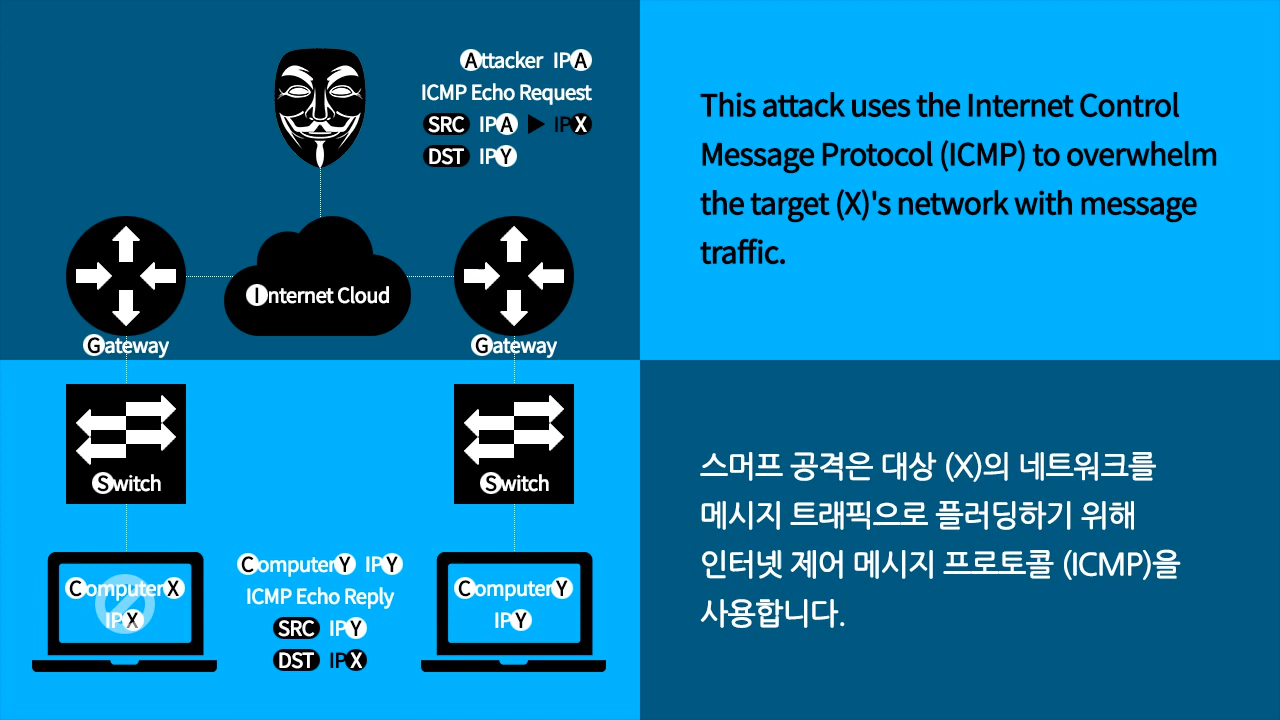 Attacker IPA
ICMP Echo Request
SRC IPA ▶ IPX
DST IPY
Internet Cloud
Gateway
Gateway
Switch
Switch
ComputerX
IPX
ComputerY IPY
ICMP Echo Reply
SRC IPY
DST IPX
ComputerY
IPY
This attack uses the Internet Control
Message Protocol (ICMP) to overwhelm
the target (X)'s network with message
traffic.
스머프 공격은 대상 (X)의 네트워크를
메시지 트래픽으로 플러딩하기 위해
인터넷 제어 메시지 프로토콜 (ICMP)을
사용합니다.